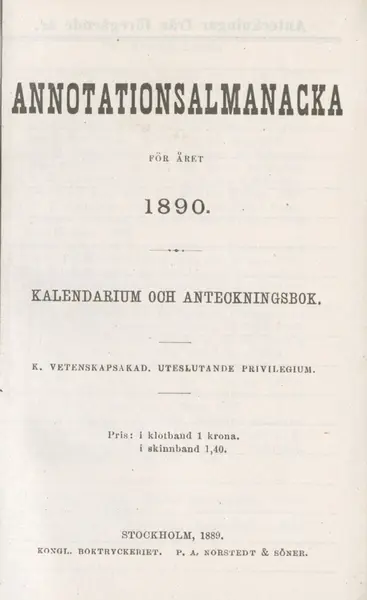 ANNOTATIONSALMANACKA
FÖR ÅRET
1890.
KALENDARIUM OCH ANTECKNINGSBOK.
K. VETENSKAPSAKAD. UTESLUTANDE PRIVILEGIUM.
Pris: i klotband 1 krona.
i skinnband 1,40.
STOCKHOLM, 1889.
KONGL. BOKTRYCKERIET. P. A. NORSTEDT & SÖNER.